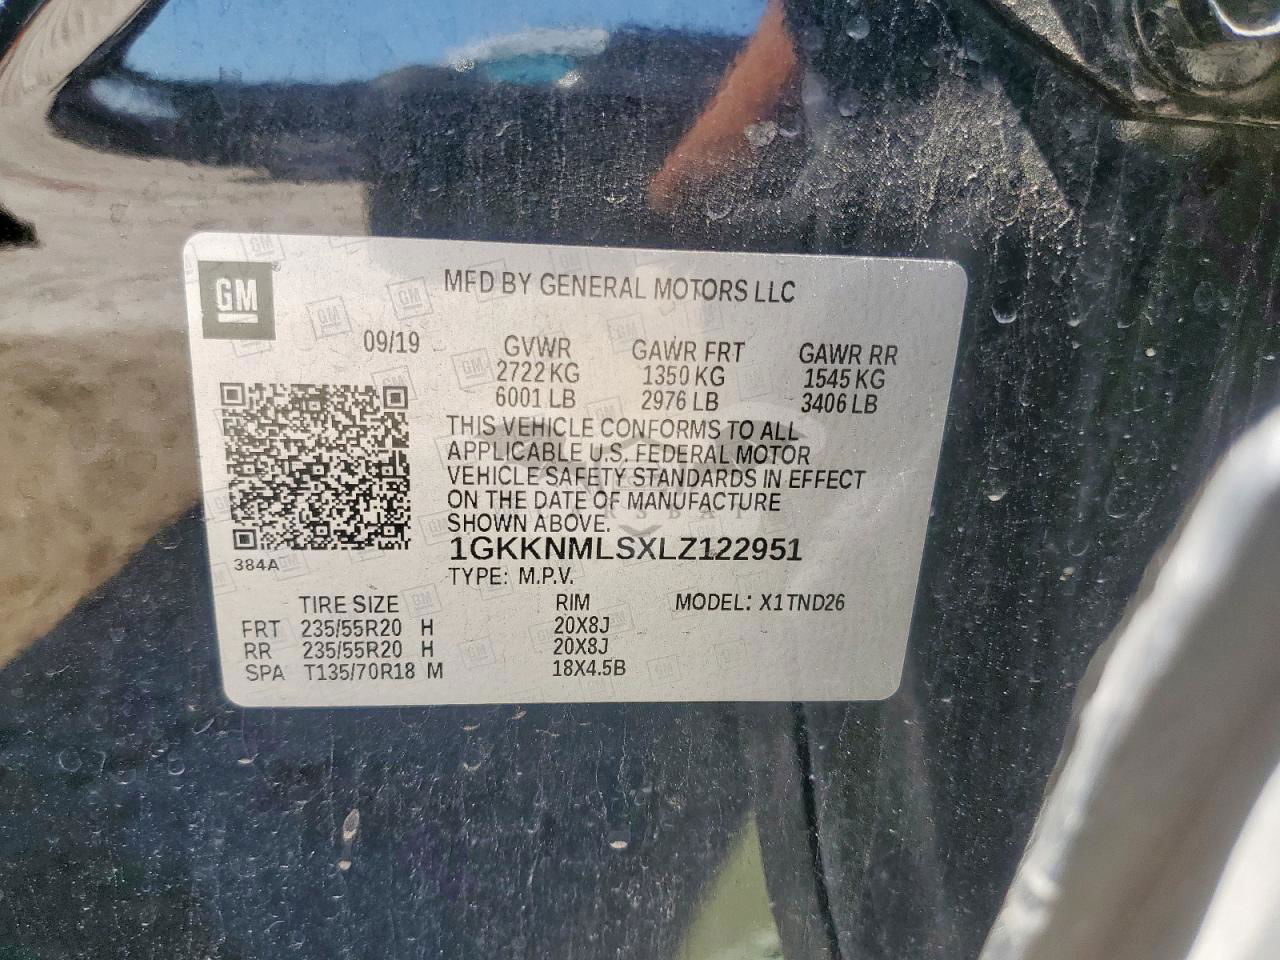 GM
MFD BY GENERAL MOTORS LLC
09/19 GVWR GAWR FRT GAWR RR
2722 KG 1350 KG 1545 KG
6001 LB 2976 LB 3406 LB
THIS VEHICLE CONFORMS TO ALL
APPLICABLE U.S. FEDERAL MOTOR
VEHICLE SAFETY STANDARDS IN EFFECT
ON THE DATE OF MANUFACTURE
SHOWN ABOVE.
384A
1GKKNMLSXLZ122951
TYPE: M.P.V.
TIRE SIZE RIM MODEL: X1TND26
FRT 235/55R20 H 20X8J
RR 235/55R20 H 20X8J
SPA T135/70R18 M 18X4.5B